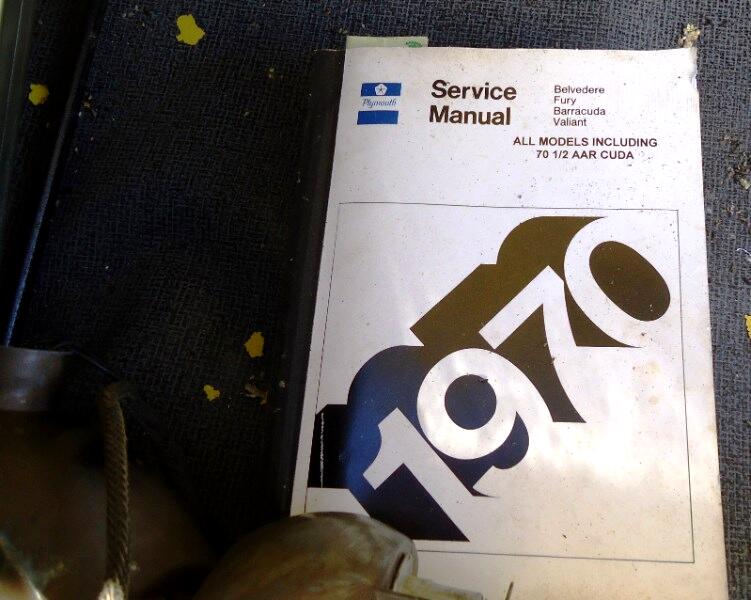 Plymouth
Service
Manual
Belvedere
Fury
Barracuda
Valiant
ALL MODELS INCLUDING
70 1/2 AAR CUDA
1970